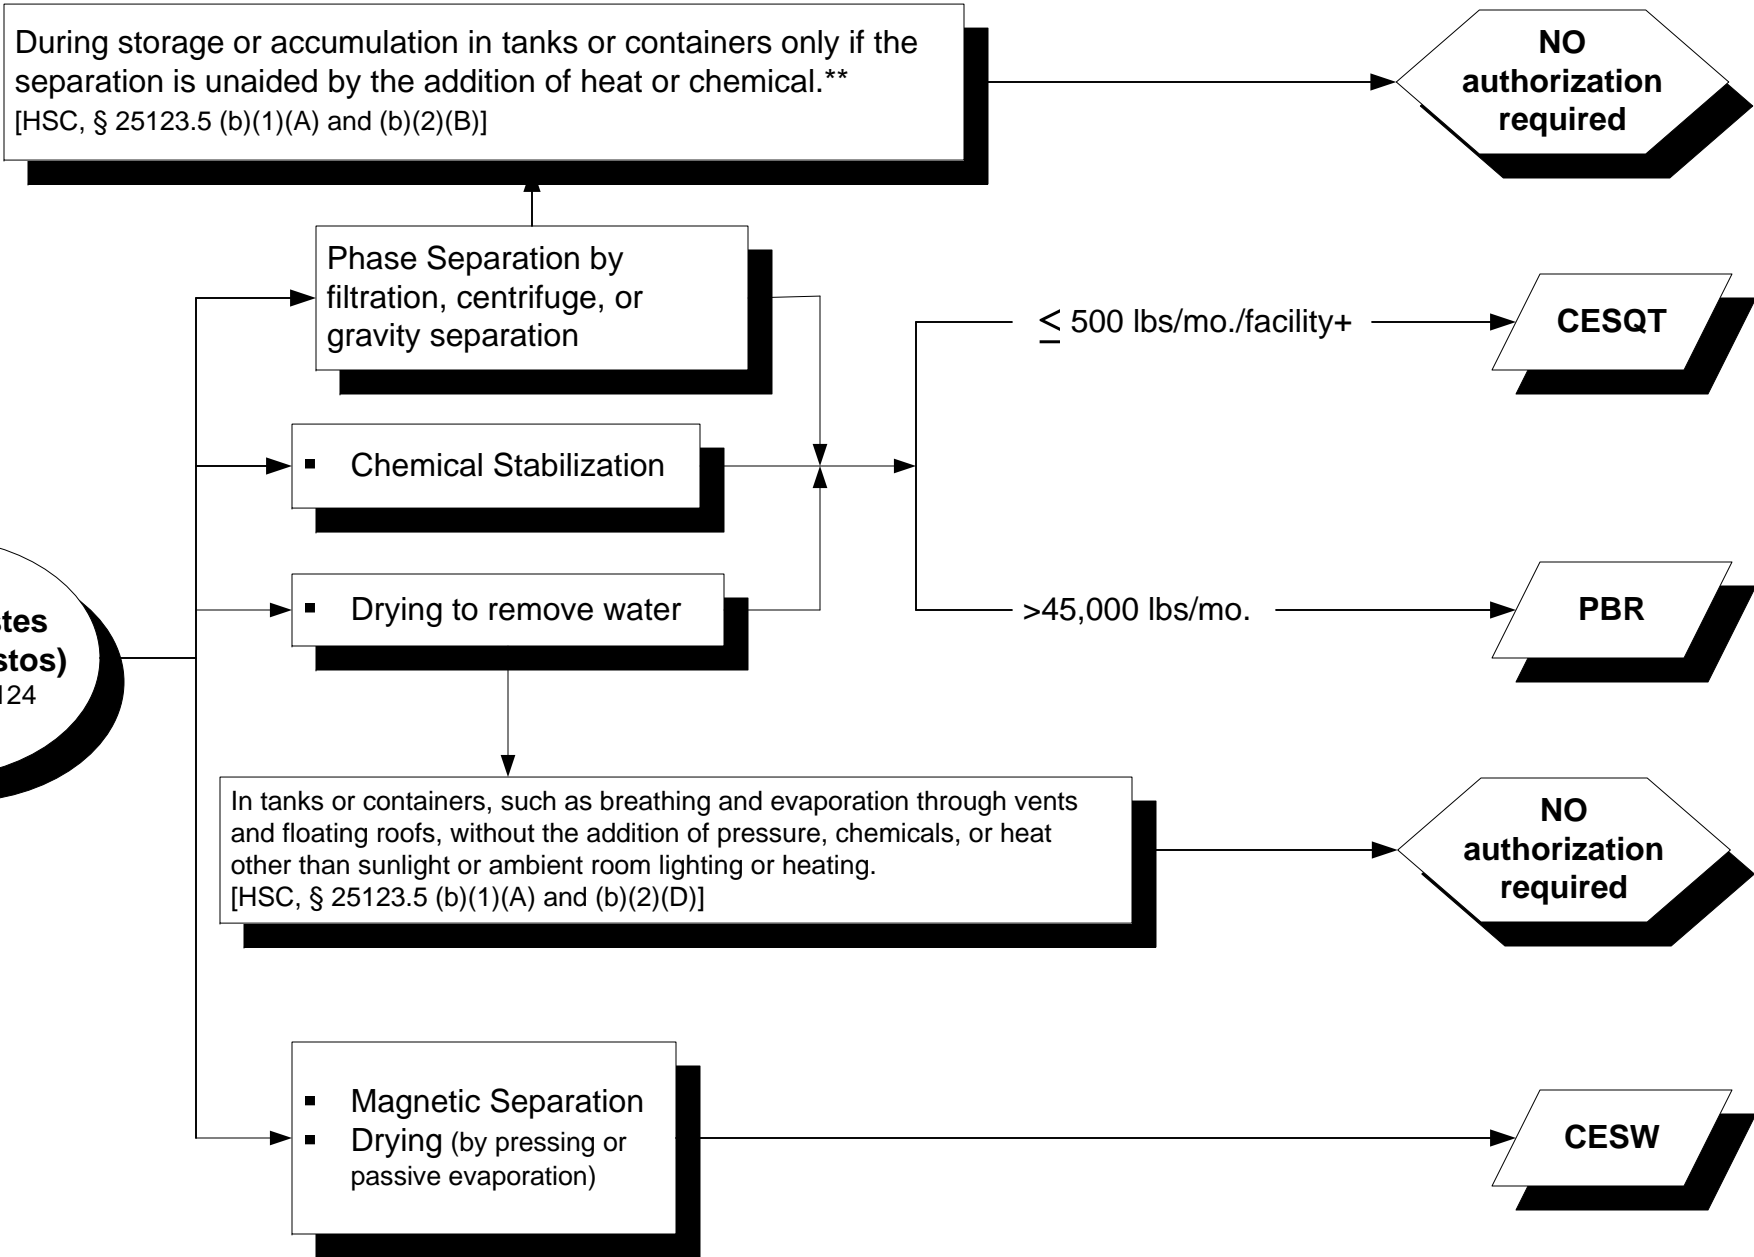 During storage or accumulation in tanks or containers only if the
separation is unaided by the addition of heat or chemical.**
[HSC, § 25123.5 (b)(1)(A) and (b)(2)(B)]
NO
authorization
required
Phase Separation by
filtration, centrifuge, or
gravity separation
≤ 500 lbs/mo./facility+
CESQT
▪ Chemical Stabilization
▪ Drying to remove water
>45,000 lbs/mo.
PBR
stes
stos)
124
In tanks or containers, such as breathing and evaporation through vents
and floating roofs, without the addition of pressure, chemicals, or heat
other than sunlight or ambient room lighting or heating.
[HSC, § 25123.5 (b)(1)(A) and (b)(2)(D)]
NO
authorization
required
▪ Magnetic Separation
▪ Drying (by pressing or
passive evaporation)
CESW